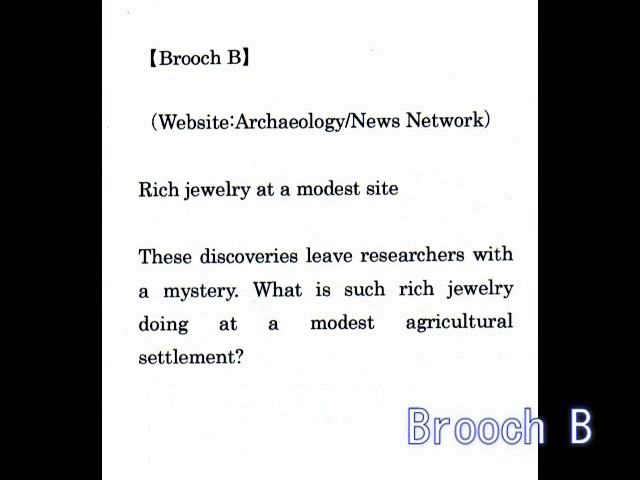 【Brooch B】
(Website:Archaeology/News Network)
Rich jewelry at a modest site
These discoveries leave researchers with
a mystery. What is such rich jewelry
doing at a modest agricultural
settlement?
Brooch B